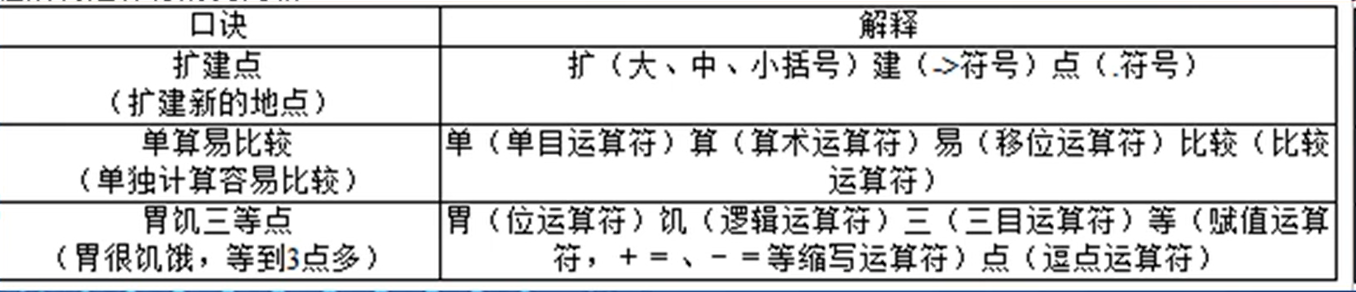 口诀 解释
扩建点 扩（大、中、小括号）建（->符号）点（.符号）
（扩建新的地点）
单算易比较 单（单目运算符）算（算术运算符）易（移位运算符）比较（比较
（单独计算容易比较） 运算符）
胃饥三等点 胃（位运算符）饥（逻辑运算符）三（三目运算符）等（赋值运算
（胃很饥饿，等到3点多） 符，＋＝、－＝等缩写运算符）点（逗点运算符）